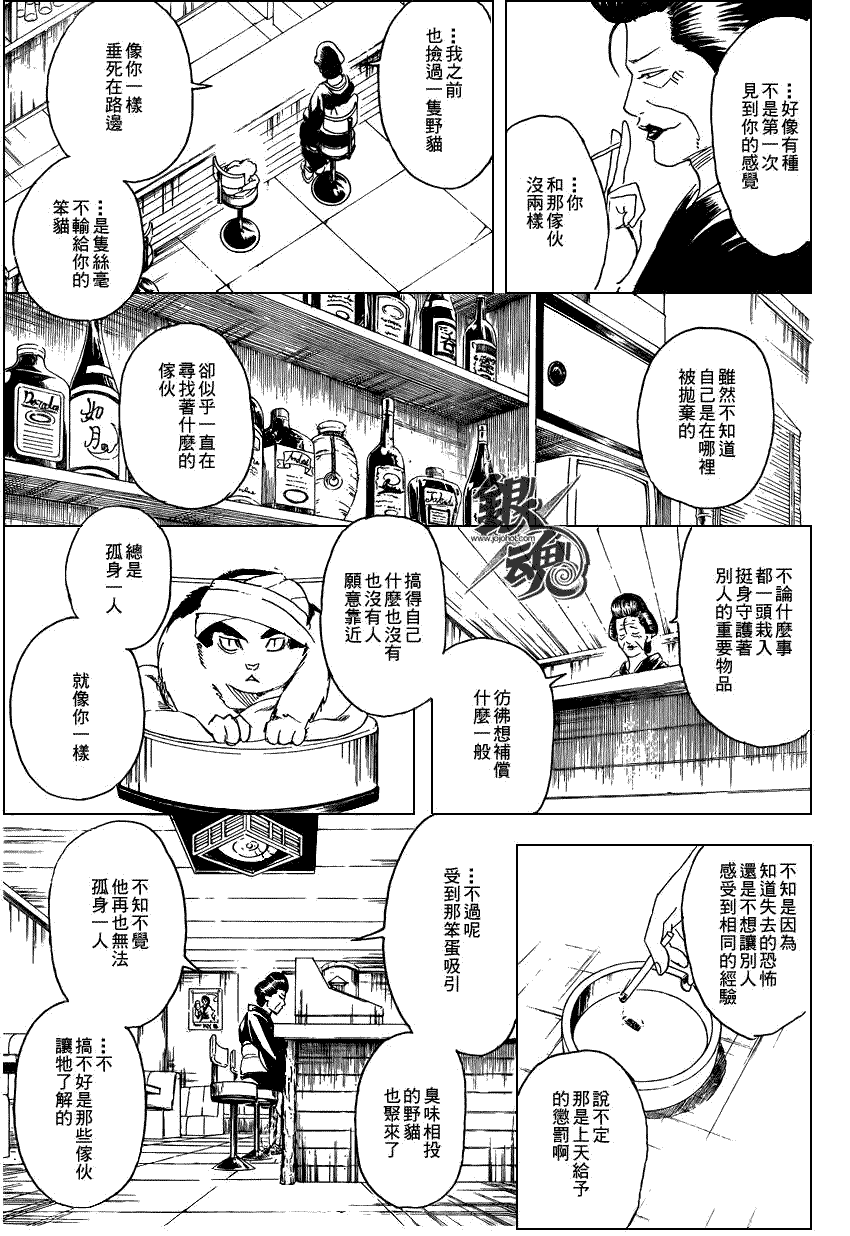 …好像有種
不是第一次
見到你的感覺
…你
和那傢伙
沒兩樣
…我之前
也撿過一隻野貓
像你一樣
垂死在路邊
…是隻絲毫
不輸給你的
笨貓
雖然不知道
自己是在哪裡
被拋棄的
卻似乎一直在
尋找著什麼的
傢伙
如月
銀魂
www.jojohot.com
不論什麼事
都一頭栽入
挺身守護著
別人的重要物品
彷彿想補償
什麼一般
搞得自己
什麼也沒有
也沒有人
願意靠近
總是
孤身一人
就像你一樣
不知是因為
知道失去的恐怖
還是不想讓別人
感受到相同的經驗
說不定
那是上天給予
的懲罰啊
…不過呢
受到那笨蛋吸引
臭味相投
的野貓
也聚來了
不知不覺
他再也無法
孤身一人
…不
搞不好是那些傢伙
讓牠了解的